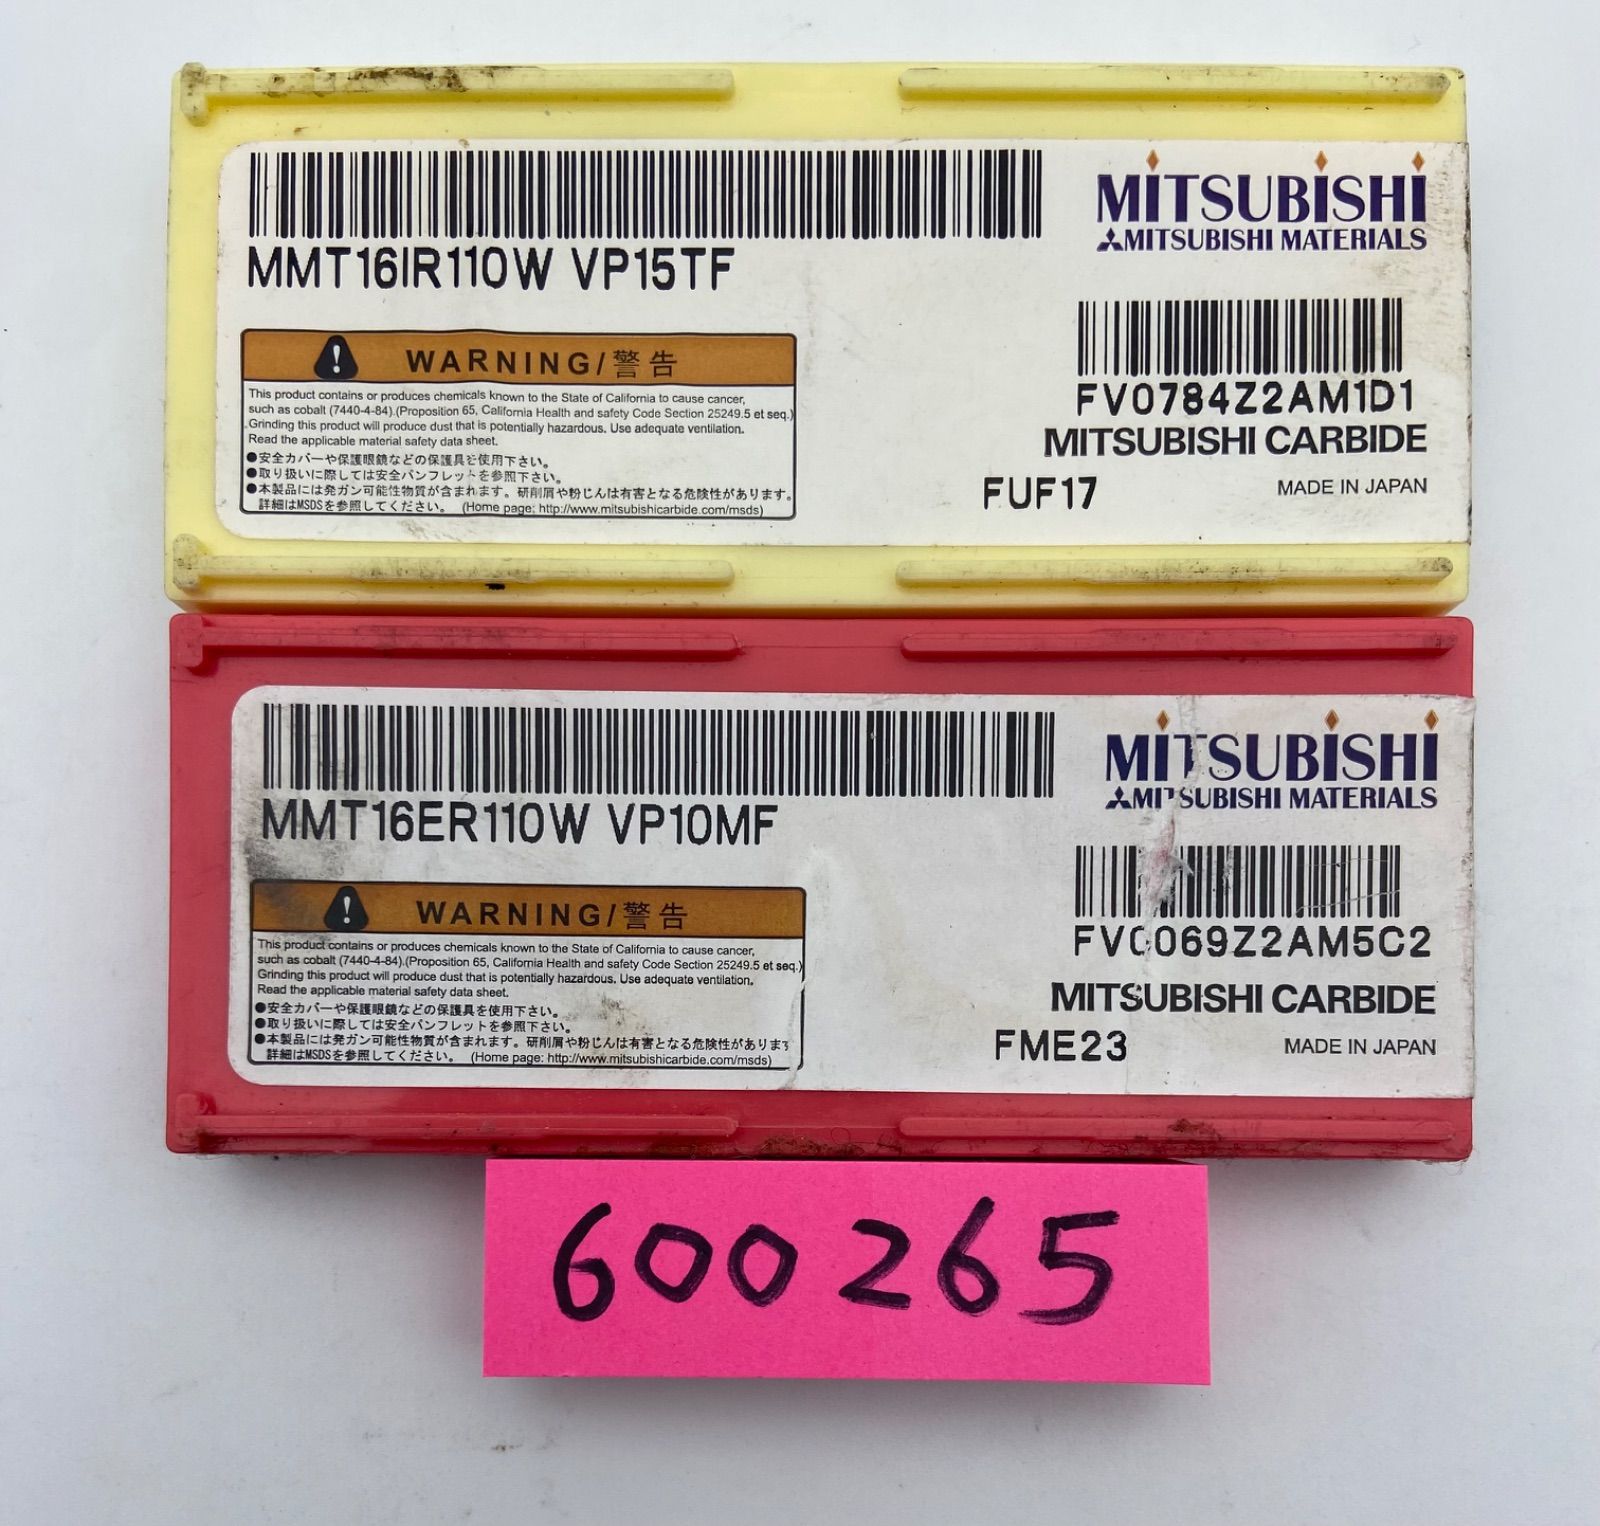 MITSUBISHI
MITSUBISHI MATERIALS
MMT16IR110W VP15TF
WARNING/警告
This product contains or produces chemicals known to the State of California to cause cancer,
such as cobalt (7440-4-84).(Proposition 65, California Health and safety Code Section 25249.5 et seq.)
Grinding this product will produce dust that is potentially hazardous. Use adequate ventilation.
Read the applicable material safety data sheet.
●安全カバーや保護眼鏡などの保護具を使用下さい。
●取り扱いに際しては安全パンフレットを参照下さい。
●本製品には発ガン可能性物質が含まれます。研削屑や粉じんは有害となる危険性があります。
詳細はMSDSを参照してください。 (Home page: http://www.mitsubishicarbide.com/msds)
FV0784Z2AM1D1
MITSUBISHI CARBIDE
FUF17
MADE IN JAPAN
MITSUBISHI
MITSUBISHI MATERIALS
MMT16ER110W VP10MF
WARNING/警告
This product contains or produces chemicals known to the State of California to cause cancer,
such as cobalt (7440-4-84).(Proposition 65, California Health and safety Code Section 25249.5 et seq.)
Grinding this product will produce dust that is potentially hazardous. Use adequate ventilation.
Read the applicable material safety data sheet.
●安全カバーや保護眼鏡などの保護具を使用下さい。
●取り扱いに際しては安全パンフレットを参照下さい。
●本製品には発ガン可能性物質が含まれます。研削屑や粉じんは有害となる危険性があります
詳細はMSDSを参照してください。 (Home page: http://www.mitsubishicarbide.com/msds)
FV0069Z2AM5C2
MITSUBISHI CARBIDE
FME23
MADE IN JAPAN
600265